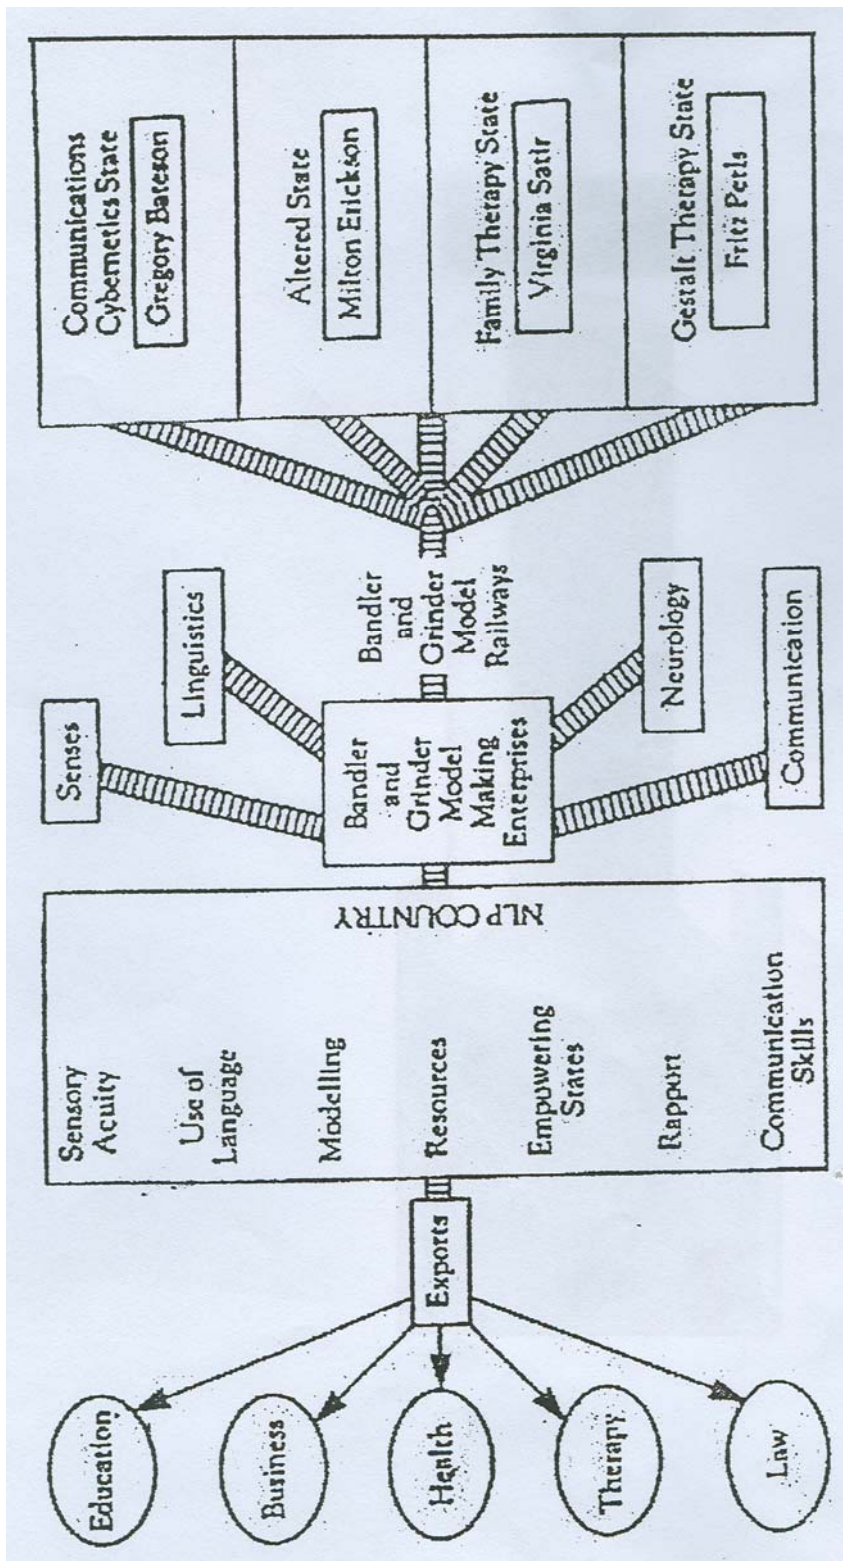 Education
Business
Health
Therapy
Law
Exports
Sensory
Acuity
Use of
Language
Modelling
Resources
Empowering
States
Rapport
Communication
Skills
NLP COUNTRY
Senses
Linguistics
Bandler
and
Grinder
Model
Making
Enterprises
Neurology
Communication
Bandler
and
Grinder
Model
Railways
Communications
Cybernetics State
Gregory Bateson
Altered State
Milton Erickson
Family Therapy State
Virginia Satir
Gestalt Therapy State
Fritz Perls